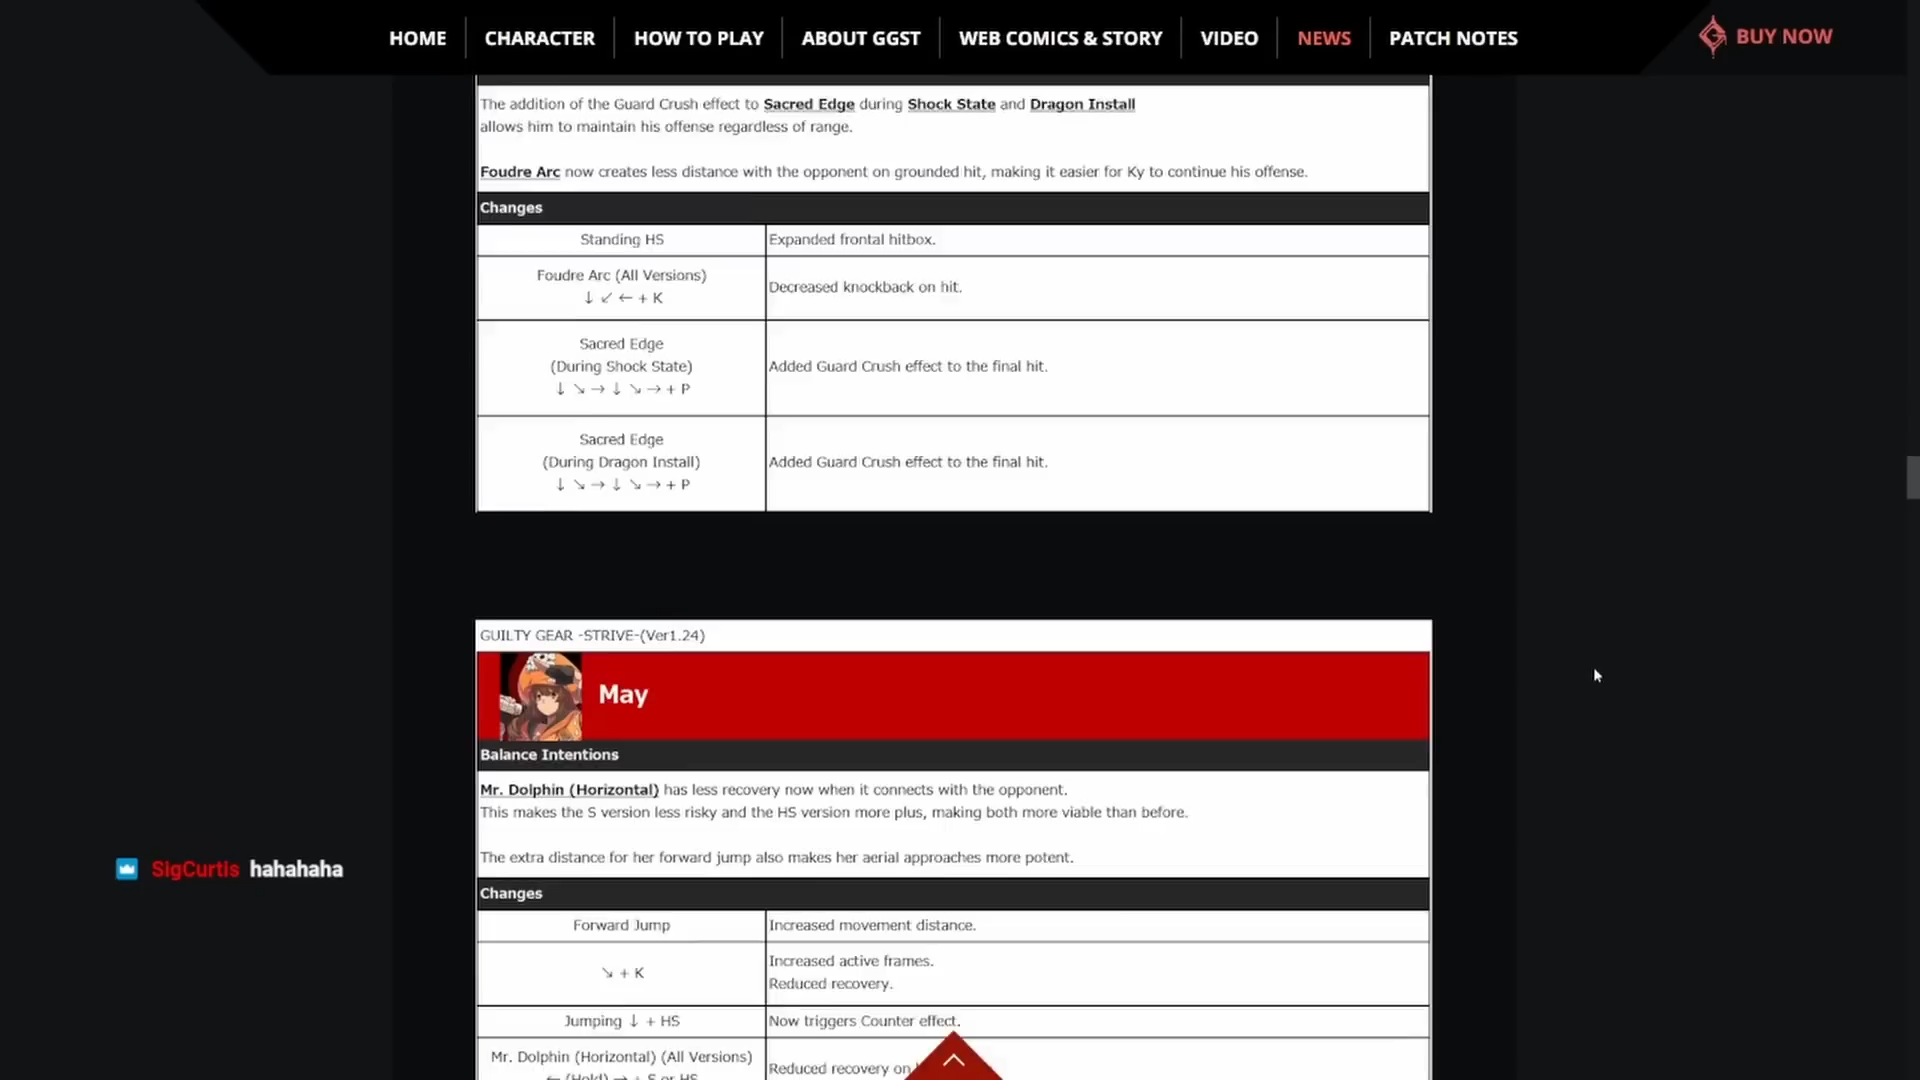 HOME
CHARACTER
HOW TO PLAY
ABOUT GGST
WEB COMICS & STORY
VIDEO
NEWS
PATCH NOTES
BUY NOW
The addition of the Guard Crush effect to Sacred Edge during Shock State and Dragon Install
allows him to maintain his offense regardless of range.
Foudre Arc now creates less distance with the opponent on grounded hit, making it easier for Ky to continue his offense.
Changes
Standing HS
Expanded frontal hitbox.
Foudre Arc (All Versions)
↓ ↙ ← + K
Decreased knockback on hit.
Sacred Edge
(During Shock State)
↓ ↘ → ↓ ↘ → + P
Added Guard Crush effect to the final hit.
Sacred Edge
(During Dragon Install)
↓ ↘ → ↓ ↘ → + P
Added Guard Crush effect to the final hit.
GUILTY GEAR -STRIVE-(Ver1.24)
May
Balance Intentions
Mr. Dolphin (Horizontal) has less recovery now when it connects with the opponent.
This makes the S version less risky and the HS version more plus, making both more viable than before.
The extra distance for her forward jump also makes her aerial approaches more potent.
SigCurtis hahahaha
Changes
Forward Jump
Increased movement distance.
↘ + K
Increased active frames.
Reduced recovery.
Jumping ↓ + HS
Now triggers Counter effect.
Mr. Dolphin (Horizontal) (All Versions)
← (Hold) → + S or HS
Reduced recovery on